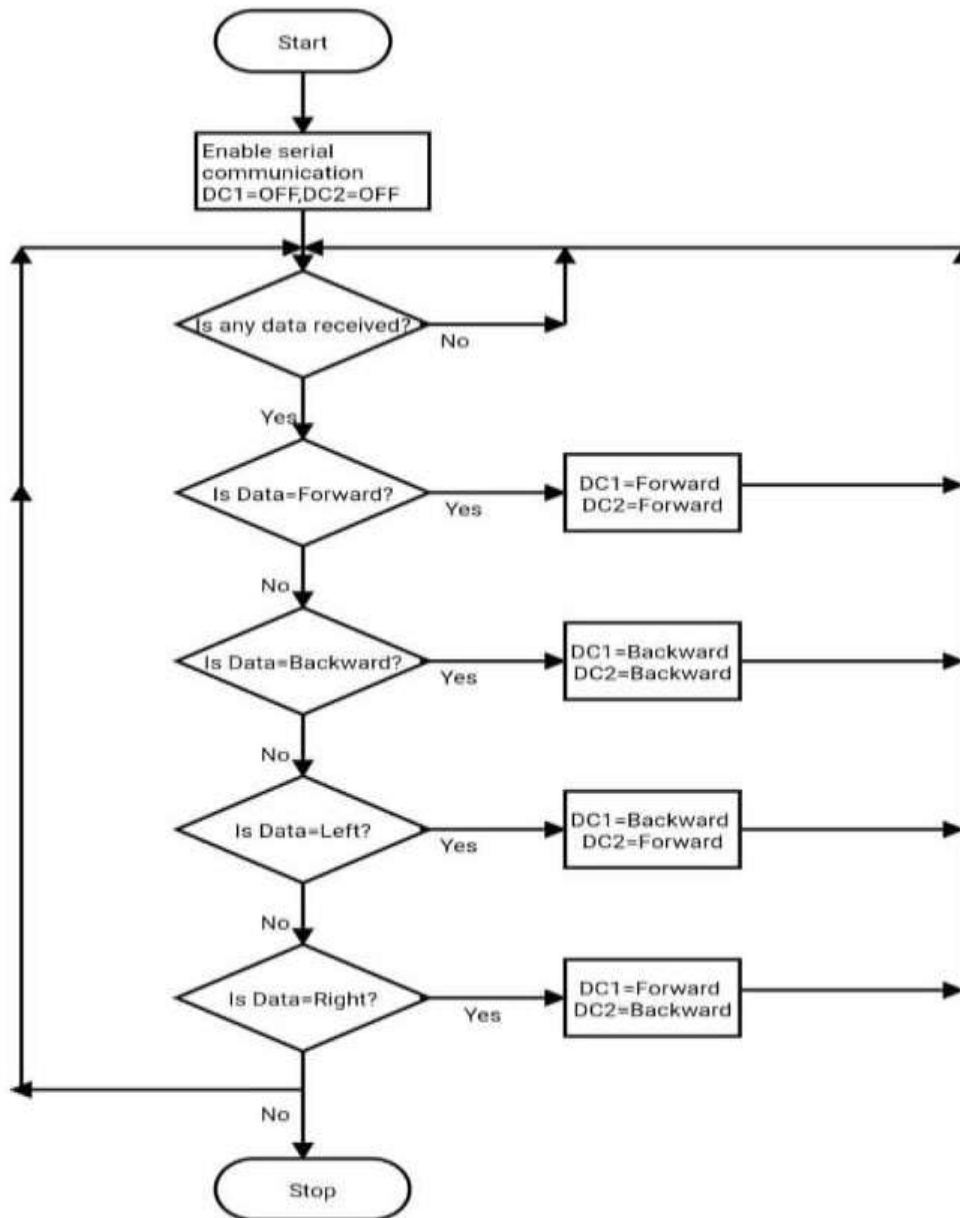 Start
Enable serial
communication
DC1=OFF,DC2=OFF
Is any data received?
No
Yes
Is Data=Forward?
Yes
DC1=Forward
DC2=Forward
No
Is Data=Backward?
Yes
DC1=Backward
DC2=Backward
No
Is Data=Left?
Yes
DC1=Backward
DC2=Forward
No
Is Data=Right?
Yes
DC1=Forward
DC2=Backward
No
Stop